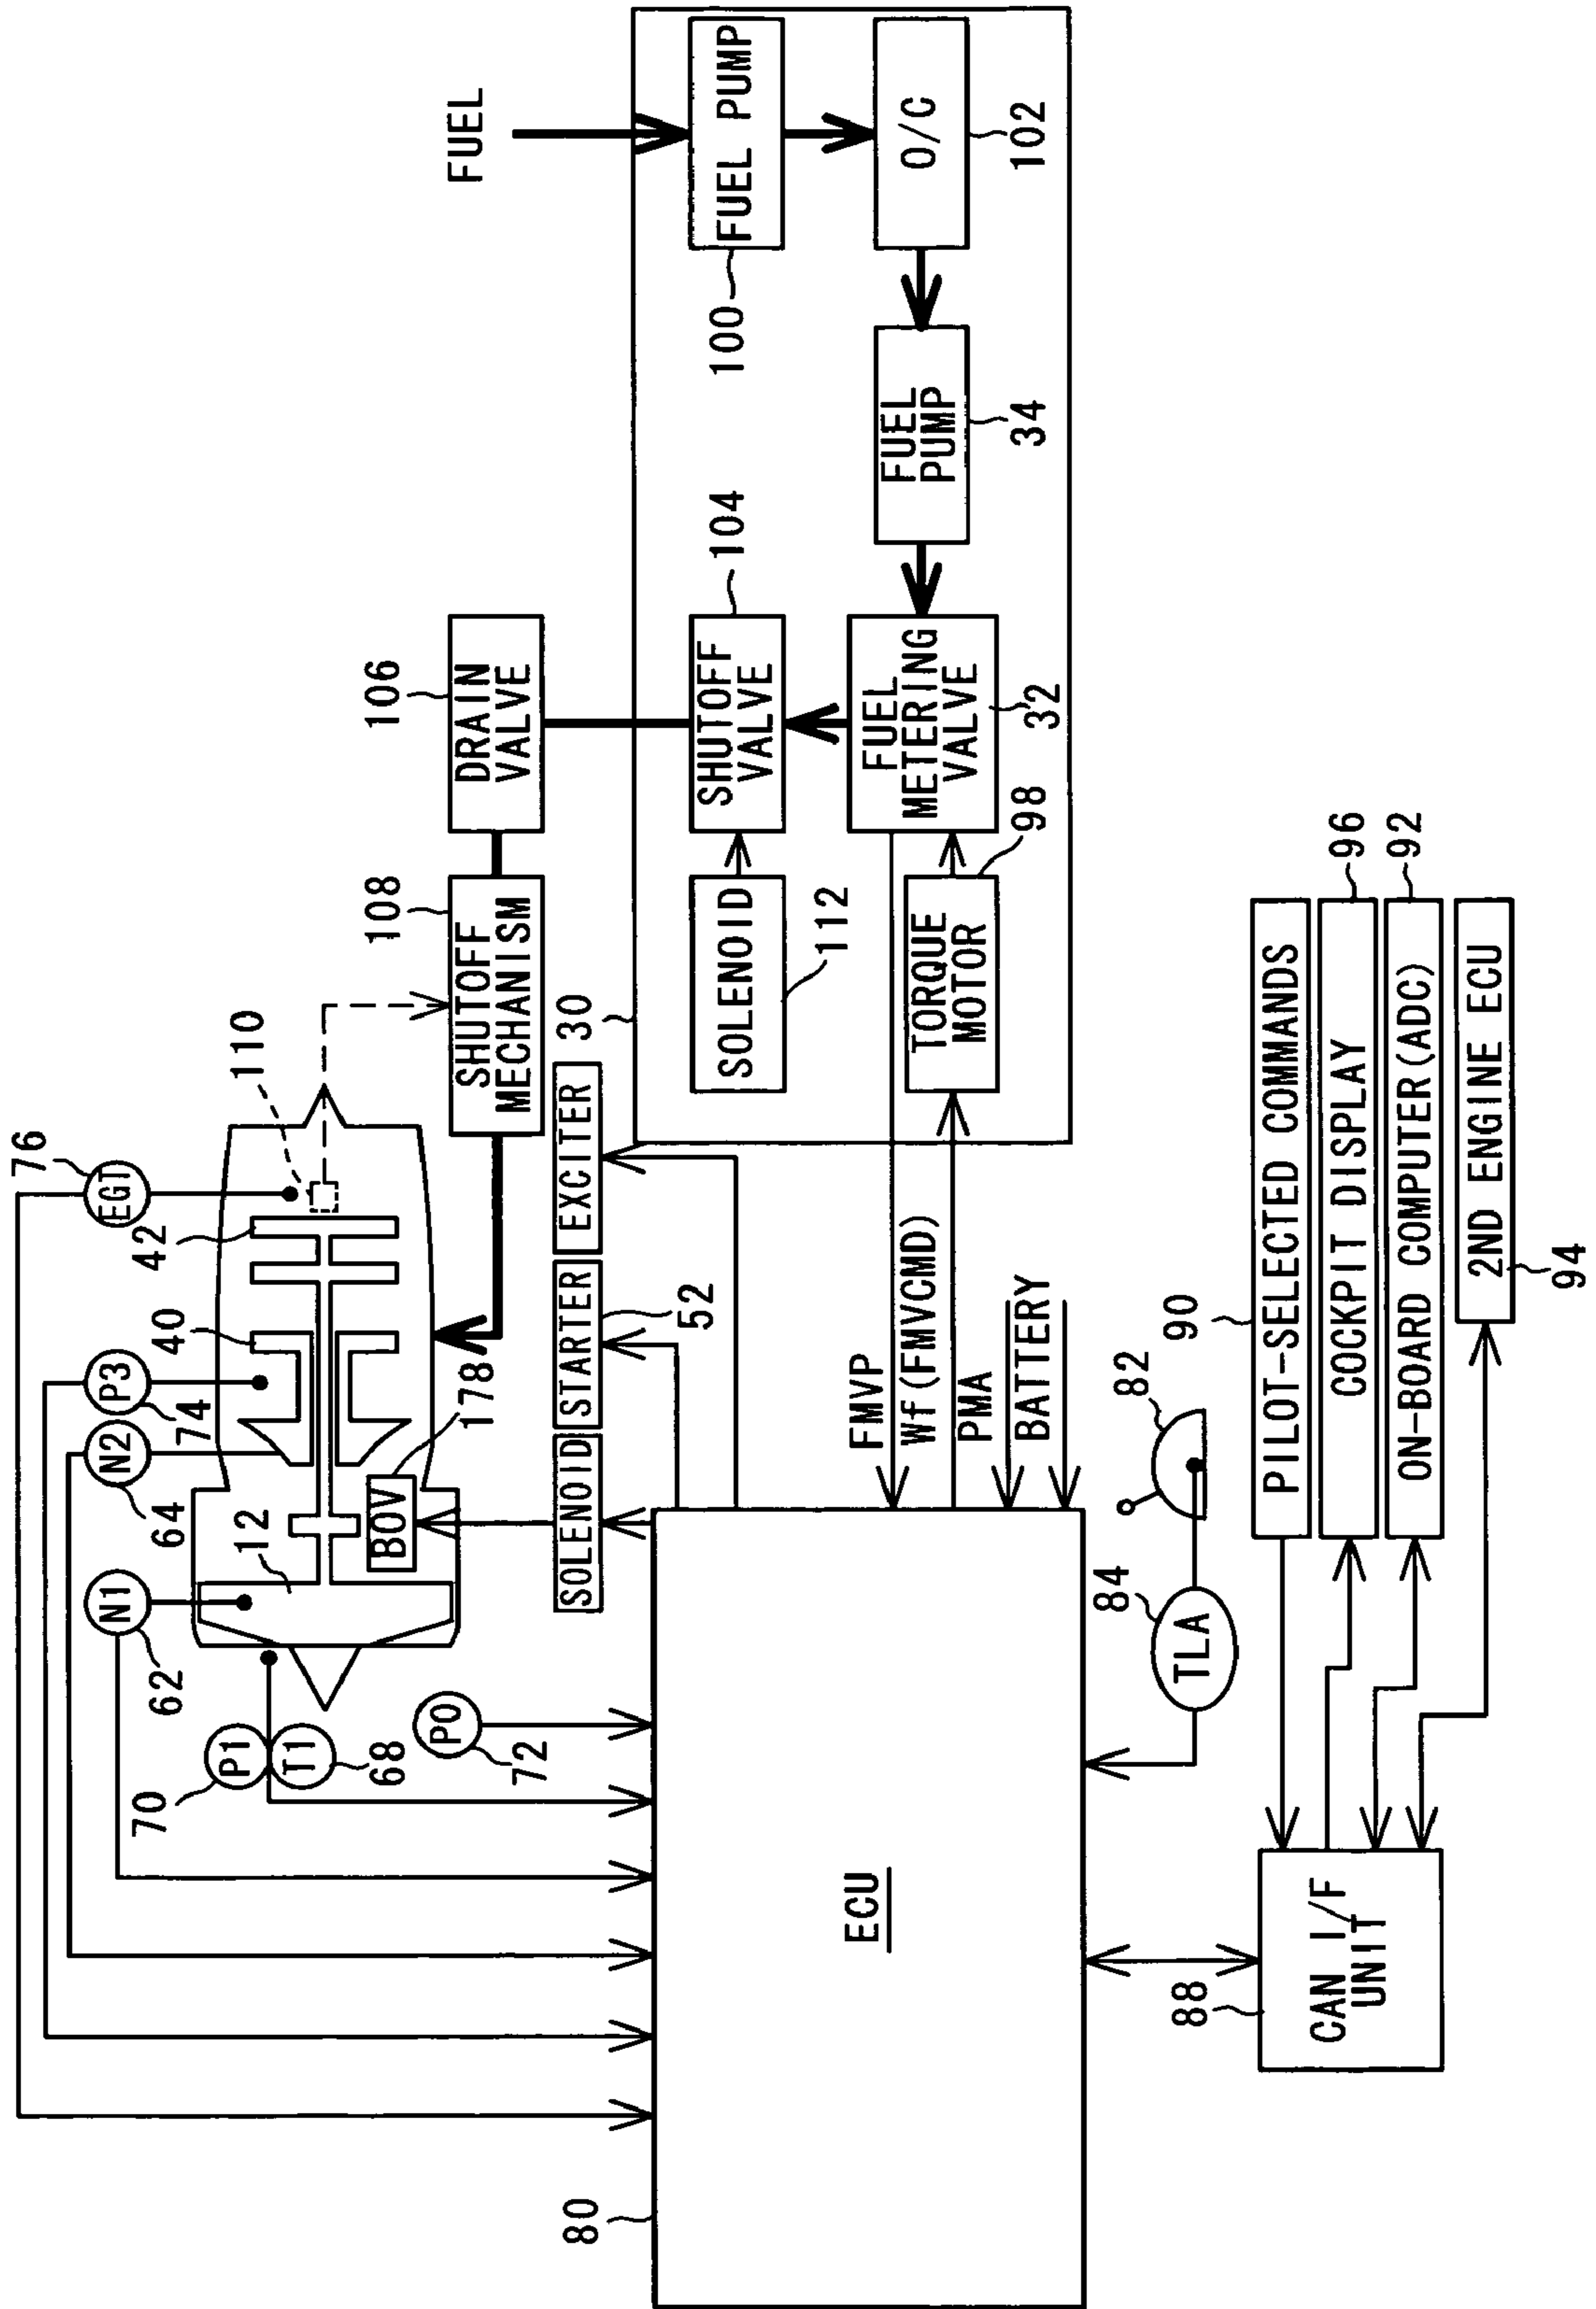 76
EGT
P3
74
N2
64
N1
62
70
P1
T1
68
P0
72
42
40
12
110
BOV
178
108
SHUTOFF
MECHANISM
106
DRAIN
VALVE
FUEL
SOLENOID
STARTER
52
EXCITER
30
SOLENOID
112
SHUTOFF
VALVE
104
FUEL PUMP
100
O/C
102
FUEL
PUMP
34
FUEL
METERING
VALVE
32
TORQUE
MOTOR
98
FMVP
Wf(FMVCMD)
PMA
BATTERY
80
ECU
84
TLA
82
88
CAN I/F
UNIT
90
PILOT-SELECTED COMMANDS
COCKPIT DISPLAY
96
ON-BOARD COMPUTER(ADC)
92
2ND ENGINE ECU
94